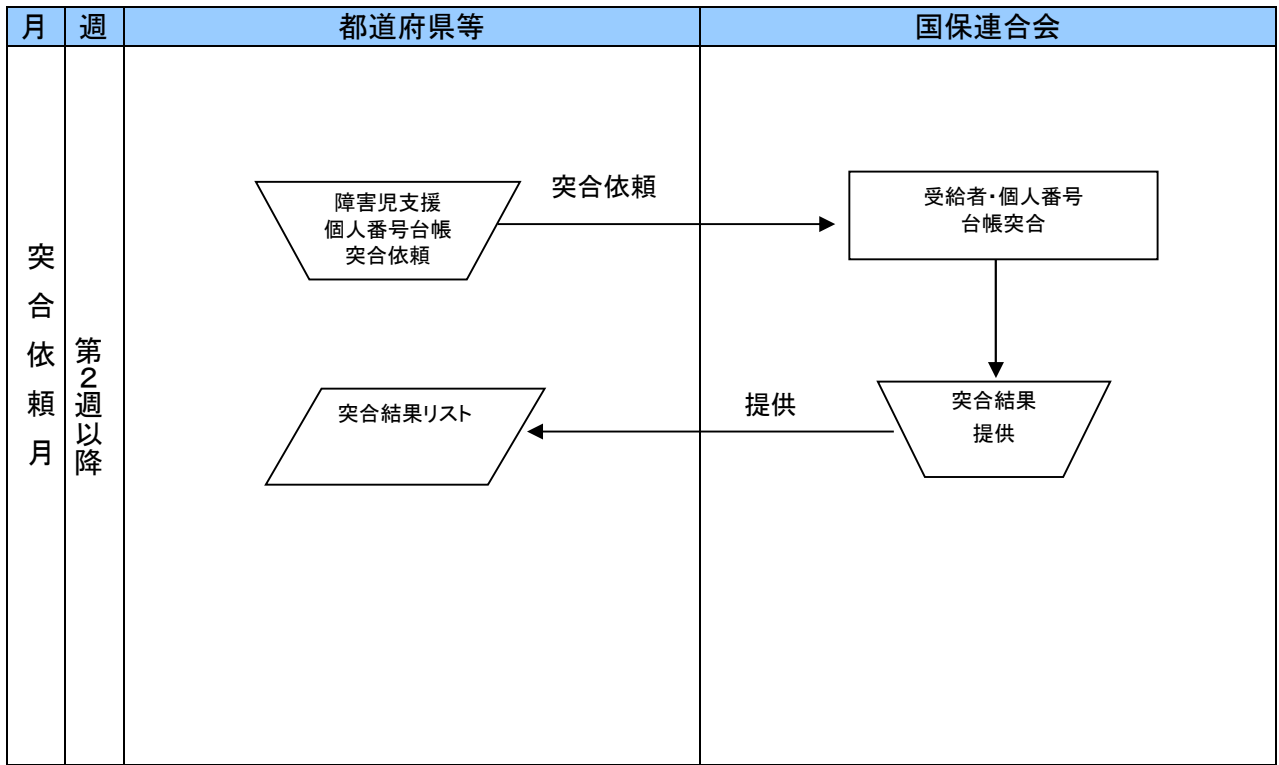 月
週
都道府県等
国保連合会
突合依頼月
第2週以降
障害児支援
個人番号台帳
突合依頼
突合依頼
受給者・個人番号
台帳突合
突合結果リスト
提供
突合結果
提供